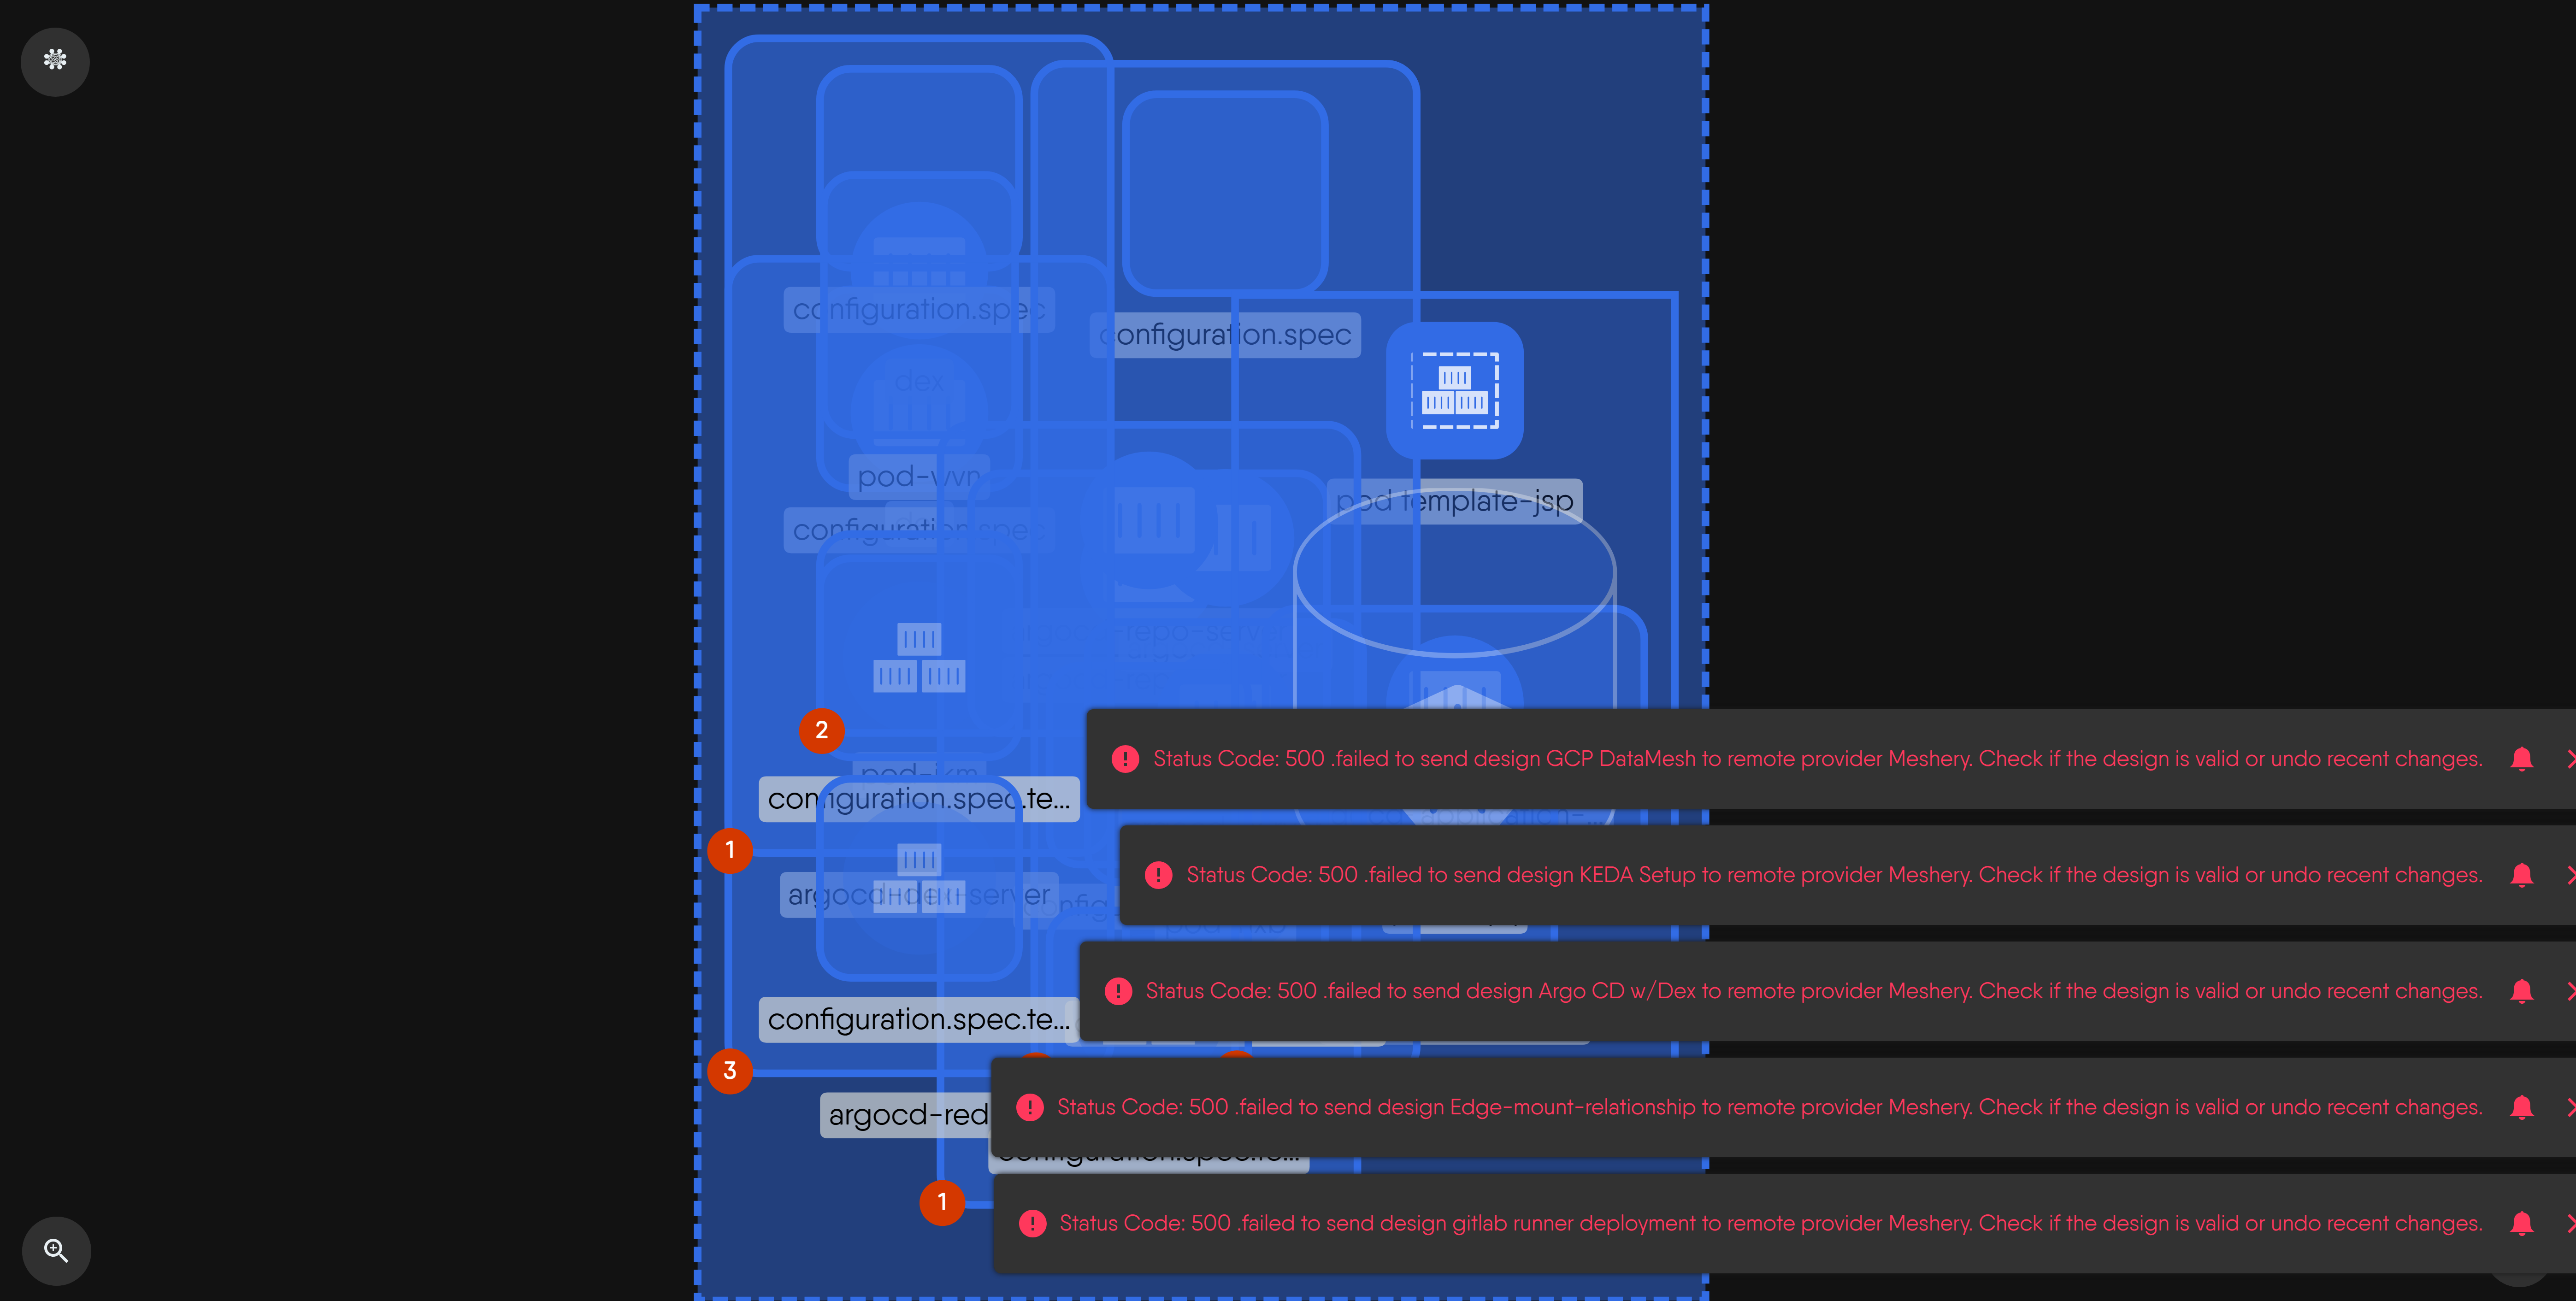 configuration.spec
configuration.spec
dex
pod-wvn
pod template-jsp
configuration.spec
2
Status Code: 500 .failed to send design GCP DataMesh to remote provider Meshery. Check if the design is valid or undo recent changes.
configuration.spec.te...
1
Status Code: 500 .failed to send design KEDA Setup to remote provider Meshery. Check if the design is valid or undo recent changes.
argocd-dex-server
Status Code: 500 .failed to send design Argo CD w/Dex to remote provider Meshery. Check if the design is valid or undo recent changes.
configuration.spec.te...
3
Status Code: 500 .failed to send design Edge-mount-relationship to remote provider Meshery. Check if the design is valid or undo recent changes.
argocd-red
1
Status Code: 500 .failed to send design gitlab runner deployment to remote provider Meshery. Check if the design is valid or undo recent changes.